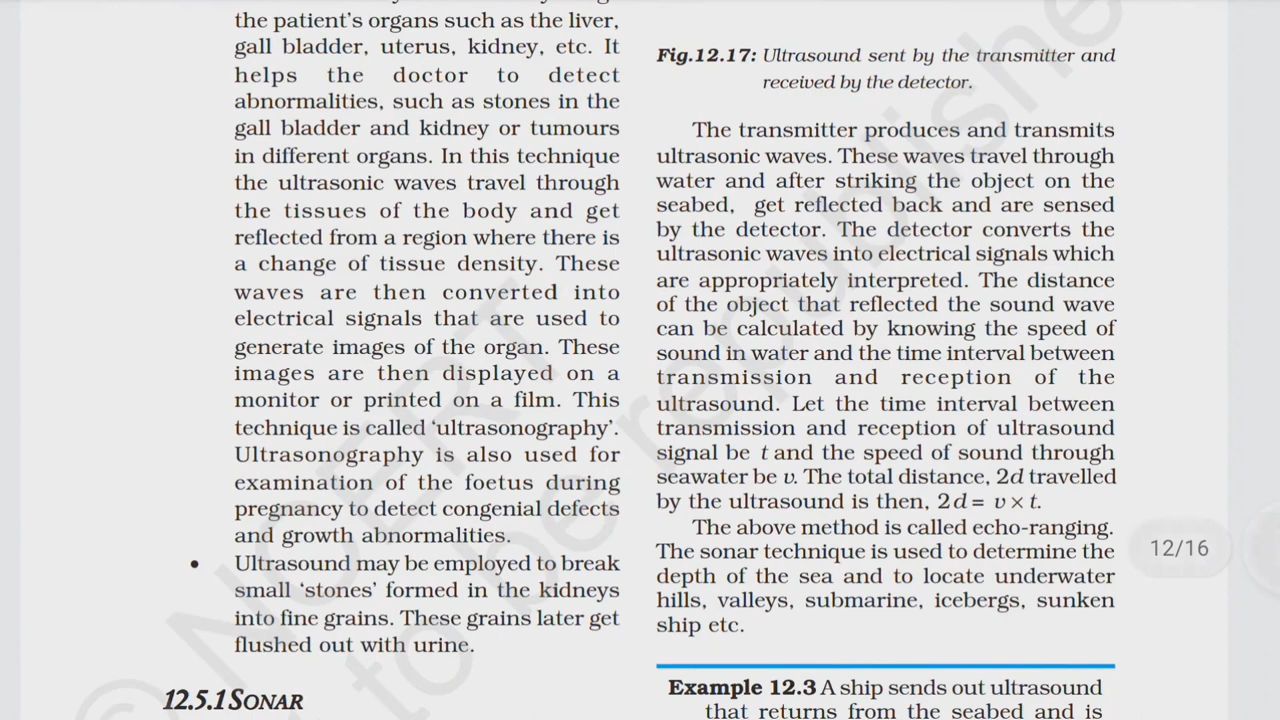 the patient's organs such as the liver,
gall bladder, uterus, kidney, etc. It
helps the doctor to detect
abnormalities, such as stones in the
gall bladder and kidney or tumours
in different organs. In this technique
the ultrasonic waves travel through
the tissues of the body and get
reflected from a region where there is
a change of tissue density. These
waves are then converted into
electrical signals that are used to
generate images of the organ. These
images are then displayed on a
monitor or printed on a film. This
technique is called ‘ultrasonography’.
Ultrasonography is also used for
examination of the foetus during
pregnancy to detect congenial defects
and growth abnormalities.
• Ultrasound may be employed to break
small ‘stones’ formed in the kidneys
into fine grains. These grains later get
flushed out with urine.
12.5.1 SONAR
Fig.12.17: Ultrasound sent by the transmitter and
received by the detector.
The transmitter produces and transmits
ultrasonic waves. These waves travel through
water and after striking the object on the
seabed, get reflected back and are sensed
by the detector. The detector converts the
ultrasonic waves into electrical signals which
are appropriately interpreted. The distance
of the object that reflected the sound wave
can be calculated by knowing the speed of
sound in water and the time interval between
transmission and reception of the
ultrasound. Let the time interval between
transmission and reception of ultrasound
signal be t and the speed of sound through
seawater be v. The total distance, 2d travelled
by the ultrasound is then, 2d = v × t.
The above method is called echo-ranging.
The sonar technique is used to determine the
depth of the sea and to locate underwater
hills, valleys, submarine, icebergs, sunken
ship etc.
Example 12.3 A ship sends out ultrasound
that returns from the seabed and is
12/16
© NCERT
to be republishe